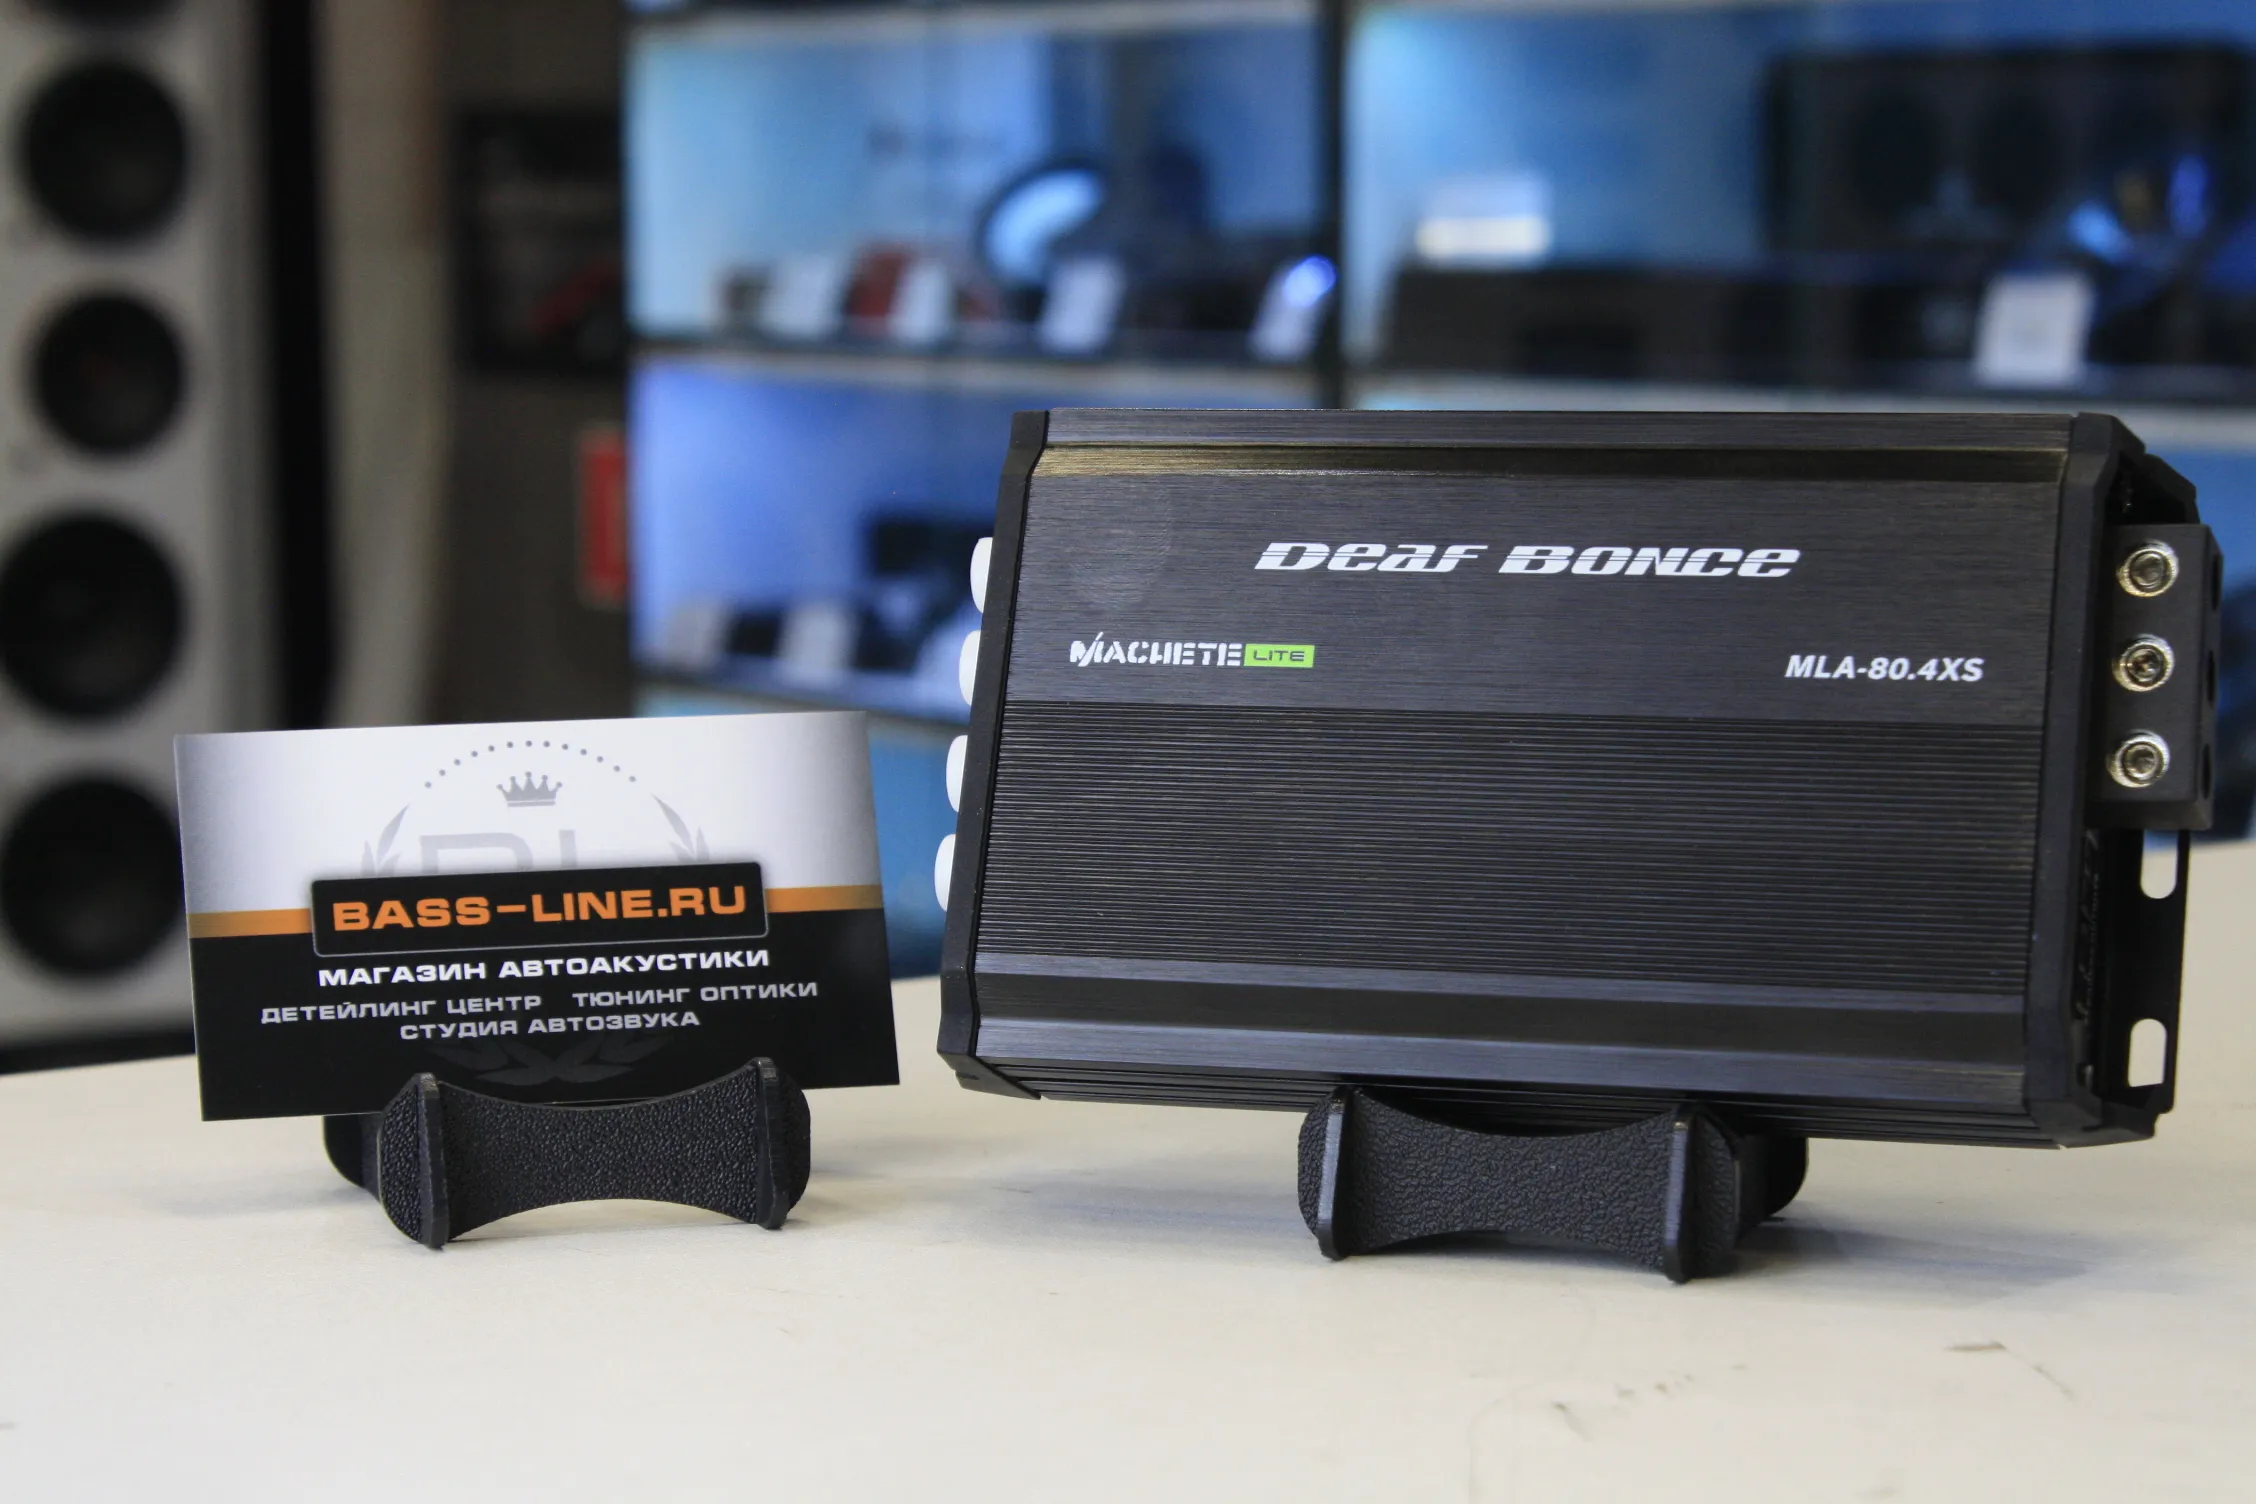 BASS-LINE.RU
МАГАЗИН АВТОАКУСТИКИ
ДЕТЕЙЛИНГ ЦЕНТР ТЮНИНГ ОПТИКИ
СТУДИЯ АВТОЗВУКА
Deaf Bonce
MACHETE LITE
MLA-80.4XS